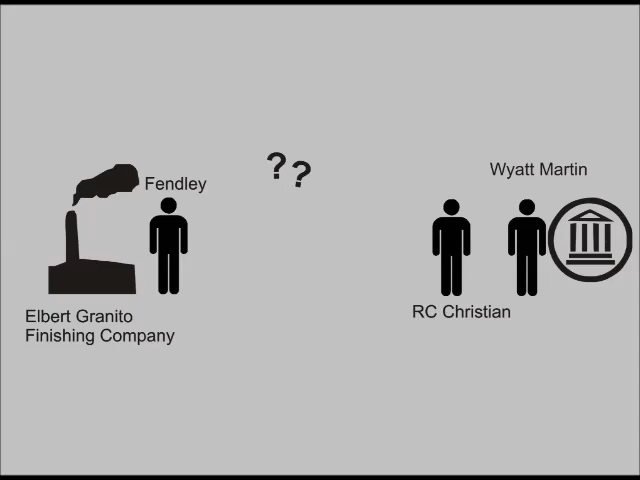 Fendley
??
Wyatt Martin
Elbert Granito
Finishing Company
RC Christian